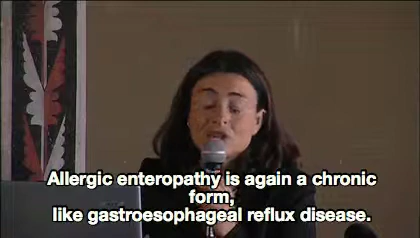 Allergic enteropathy is again a chronic
form,
like gastroesophageal reflux disease.